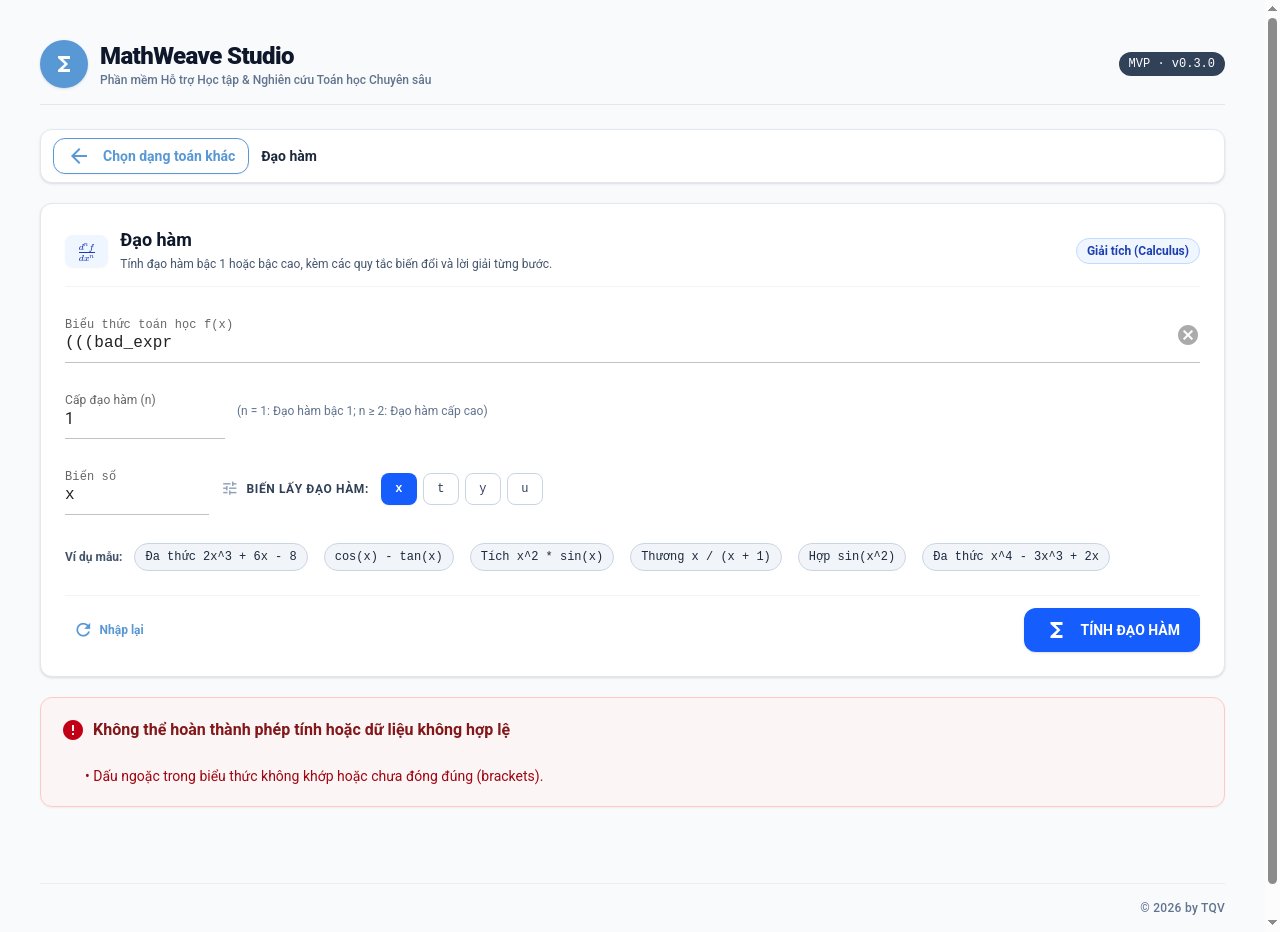 Σ MathWeave Studio
Phần mềm Hỗ trợ Học tập & Nghiên cứu Toán học Chuyên sâu
MVP · v0.3.0
Chọn dạng toán khác Đạo hàm
dⁿf/dxⁿ
Đạo hàm
Tính đạo hàm bậc 1 hoặc bậc cao, kèm các quy tắc biến đổi và lời giải từng bước.
Giải tích (Calculus)
Biểu thức toán học f(x)
(((bad_expr
Cấp đạo hàm (n)
1
(n = 1: Đạo hàm bậc 1; n ≥ 2: Đạo hàm cấp cao)
Biến số
x
BIẾN LẤY ĐẠO HÀM: x t y u
Ví dụ mẫu: Đa thức 2x^3 + 6x - 8 cos(x) - tan(x) Tích x^2 * sin(x) Thương x / (x + 1) Hợp sin(x^2) Đa thức x^4 - 3x^3 + 2x
Nhập lại Σ TÍNH ĐẠO HÀM
Không thể hoàn thành phép tính hoặc dữ liệu không hợp lệ
• Dấu ngoặc trong biểu thức không khớp hoặc chưa đóng đúng (brackets).
© 2026 by TQV